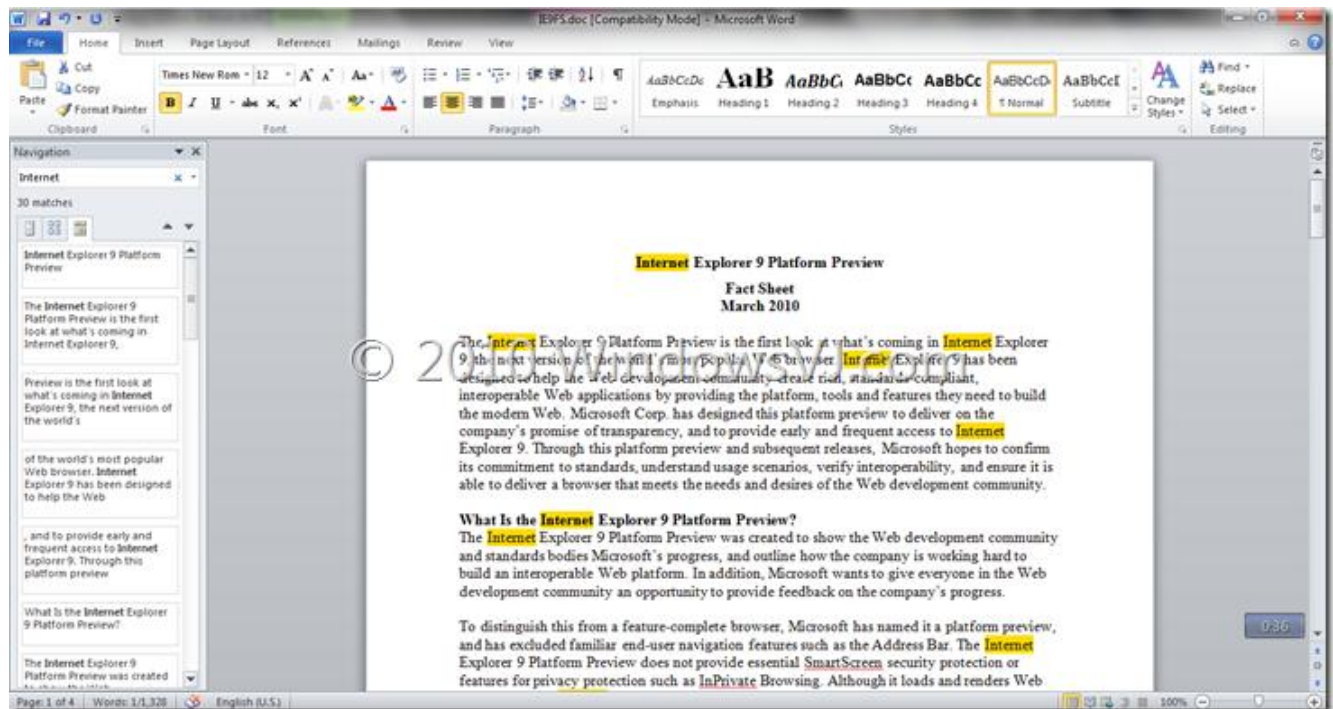 IE9FS.doc [Compatibility Mode] - Microsoft Word
File Home Insert Page Layout References Mailings Review View
Paste
Cut
Copy
Format Painter
Clipboard
Times New Rom 12
Font
Paragraph
AaBbCcDc AaB AaBbC AaBbCc AaBbCc AaBbCcD AaBbCcI
Emphasis Heading 1 Heading 2 Heading 3 Heading 4 ¶ Normal Subtitle
Change Styles
Styles
Find
Replace
Select
Editing
Navigation
Internet
30 matches
Internet Explorer 9 Platform
Preview
The Internet Explorer 9
Platform Preview is the first
look at what's coming in
Internet Explorer 9,
Preview is the first look at
what's coming in Internet
Explorer 9, the next version of
the world's
of the world's most popular
Web browser. Internet
Explorer 9 has been designed
to help the Web
, and to provide early and
frequent access to Internet
Explorer 9. Through this
platform preview
What Is the Internet Explorer
9 Platform Preview?
The Internet Explorer 9
Platform Preview was created
Internet Explorer 9 Platform Preview
Fact Sheet
March 2010
The Internet Explorer 9 Platform Preview is the first look at what's coming in Internet Explorer
9, the next version of the world's most popular Web browser. Internet Explorer 9 has been
designed to help the Web development community create rich, standards-compliant,
interoperable Web applications by providing the platform, tools and features they need to build
the modern Web. Microsoft Corp. has designed this platform preview to deliver on the
company's promise of transparency, and to provide early and frequent access to Internet
Explorer 9. Through this platform preview and subsequent releases, Microsoft hopes to confirm
its commitment to standards, understand usage scenarios, verify interoperability, and ensure it is
able to deliver a browser that meets the needs and desires of the Web development community.
What Is the Internet Explorer 9 Platform Preview?
The Internet Explorer 9 Platform Preview was created to show the Web development community
and standards bodies Microsoft's progress, and outline how the company is working hard to
build an interoperable Web platform. In addition, Microsoft wants to give everyone in the Web
development community an opportunity to provide feedback on the company's progress.
To distinguish this from a feature-complete browser, Microsoft has named it a platform preview,
and has excluded familiar end-user navigation features such as the Address Bar. The Internet
Explorer 9 Platform Preview does not provide essential SmartScreen security protection or
features for privacy protection such as InPrivate Browsing. Although it loads and renders Web
© 2010 WindowsVJ.com
0:36
Page: 1 of 4 Words: 1/1,328 English (U.S.) 100%